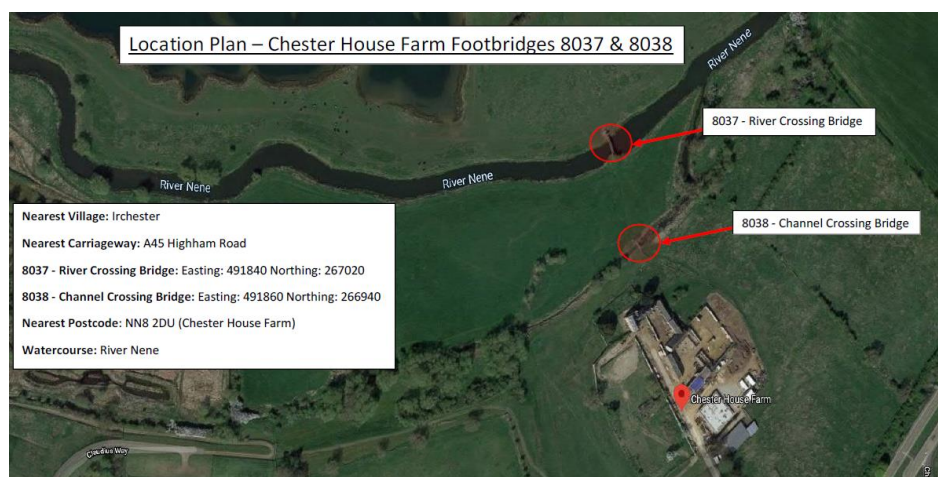 Location Plan – Chester House Farm Footbridges 8037 & 8038
River Nene
8037 - River Crossing Bridge
River Nene
River Nene
8038 - Channel Crossing Bridge
Nearest Village: Irchester
Nearest Carriageway: A45 Highham Road
8037 - River Crossing Bridge: Easting: 491840 Northing: 267020
8038 - Channel Crossing Bridge: Easting: 491860 Northing: 266940
Nearest Postcode: NN8 2DU (Chester House Farm)
Watercourse: River Nene
Chester House Farm
Claudius Way